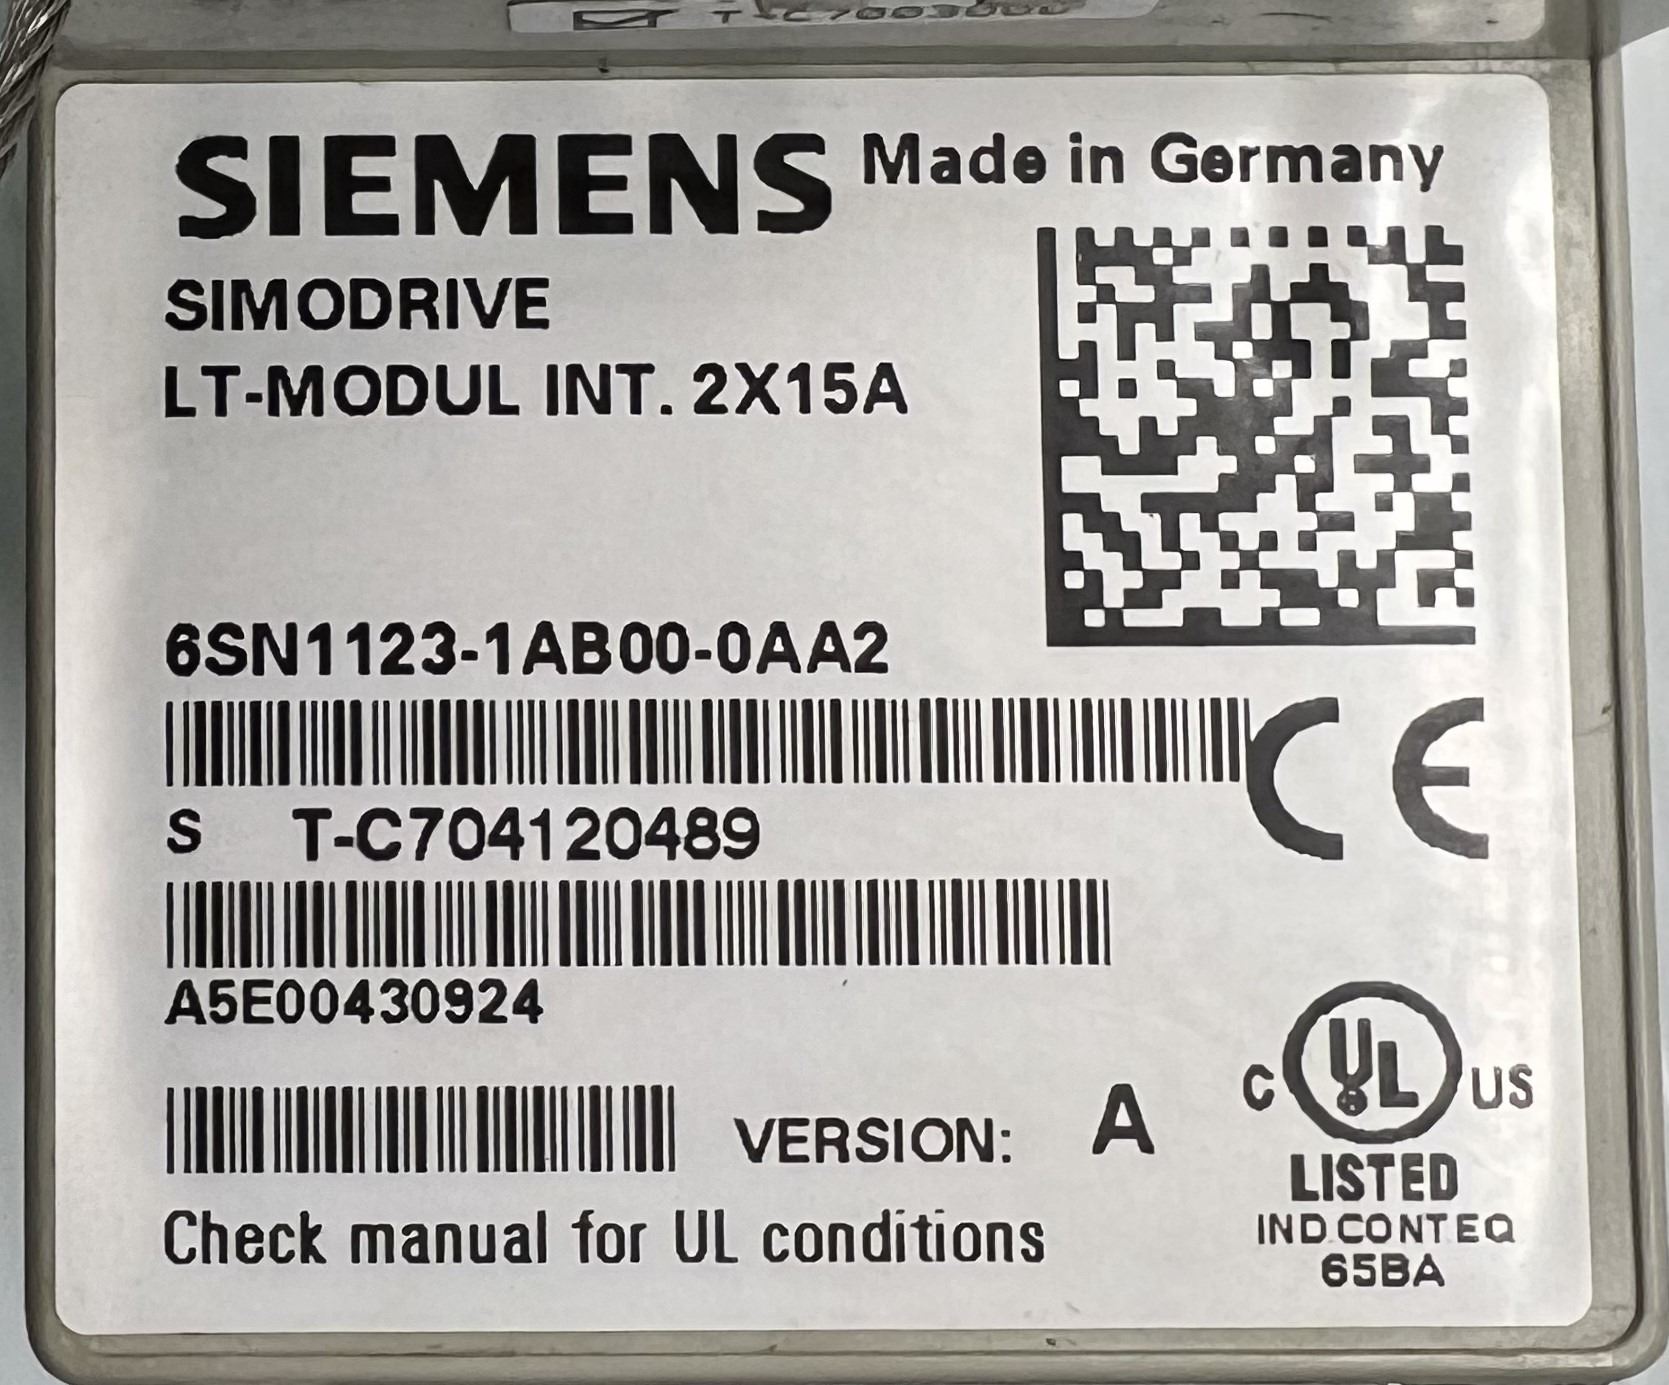 SIEMENS Made in Germany
SIMODRIVE
LT-MODUL INT. 2X15A
6SN1123-1AB00-0AA2
S T-C704120489
A5E00430924
VERSION: A
Check manual for UL conditions
CE
C UL US
LISTED
IND.CONT.EQ
65BA